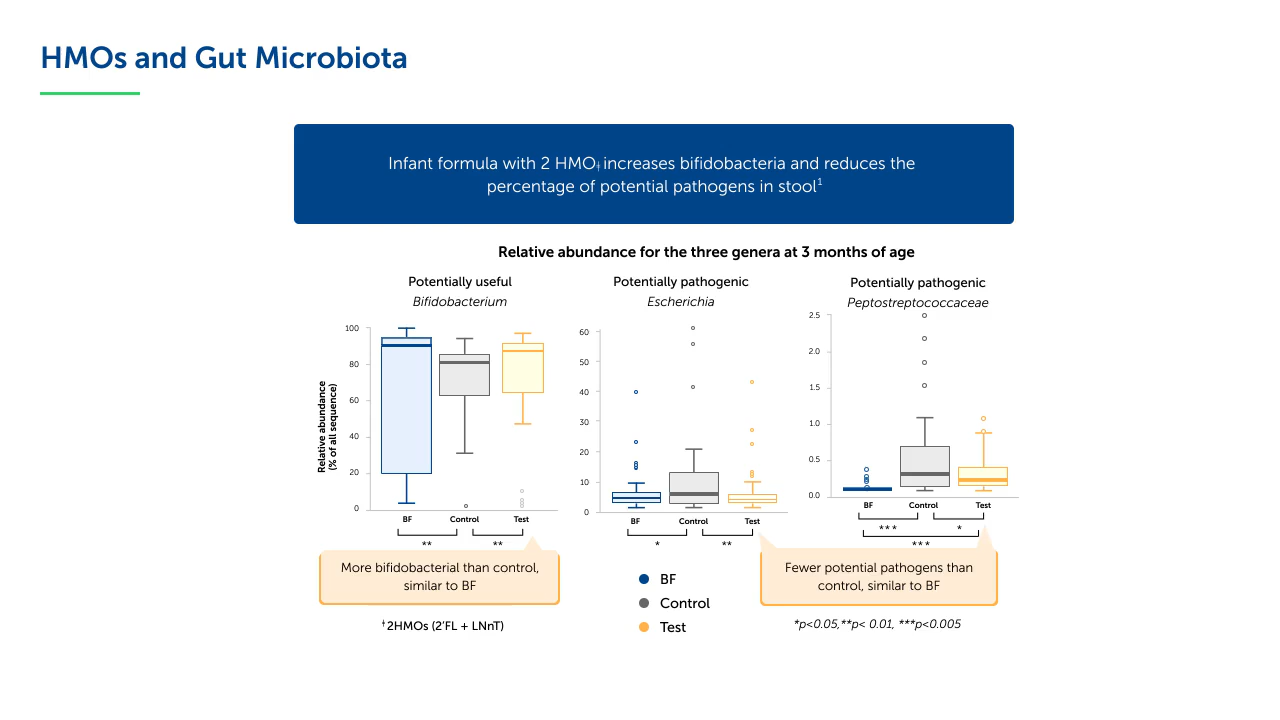 HMOs and Gut Microbiota
Infant formula with 2 HMO† increases bifidobacteria and reduces the
percentage of potential pathogens in stool1
Relative abundance for the three genera at 3 months of age
Potentially useful
Bifidobacterium
Relative abundance
(% of all sequence)
100
80
60
40
20
0
BF Control Test
** **
Potentially pathogenic
Escherichia
60
50
40
30
20
10
0
BF Control Test
* **
Potentially pathogenic
Peptostreptococcaceae
2.5
2.0
1.5
1.0
0.5
0.0
BF Control Test
*** *
***
More bifidobacterial than control,
similar to BF
BF
Control
Test
Fewer potential pathogens than
control, similar to BF
†2HMOs (2'FL + LNnT)
*p<0.05,**p< 0.01, ***p<0.005